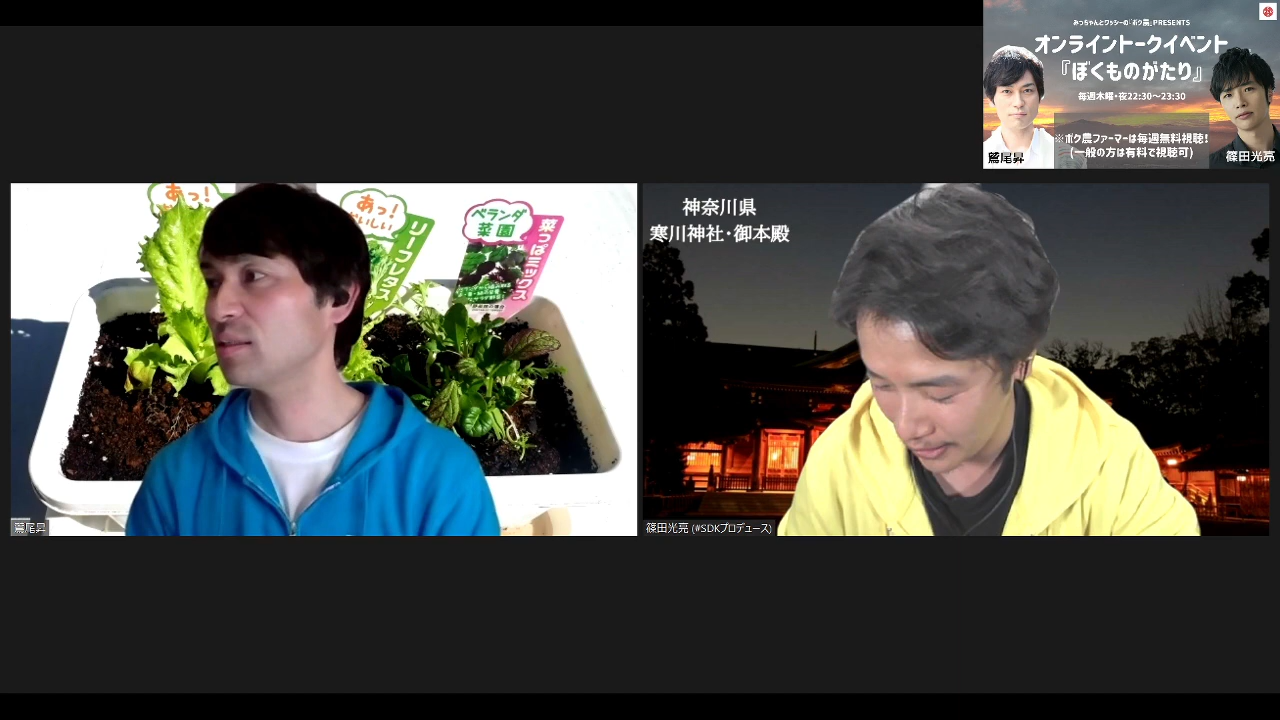 みっちゃんとワッシーの『ボク農』PRESENTS
オンライントークイベント
『ぼくものがたり』
毎週木曜・夜22:30〜23:30
※ボク農ファーマーは毎週無料視聴!
(一般の方は有料で視聴可)
鷲尾昇
篠田光亮
あっ!
あっ!
おいしい
リーフレタス
ベランダ
菜園
菜っぱミックス
鷲尾昇
神奈川県
寒川神社・御本殿
篠田光亮 (#SDKプロデュース)